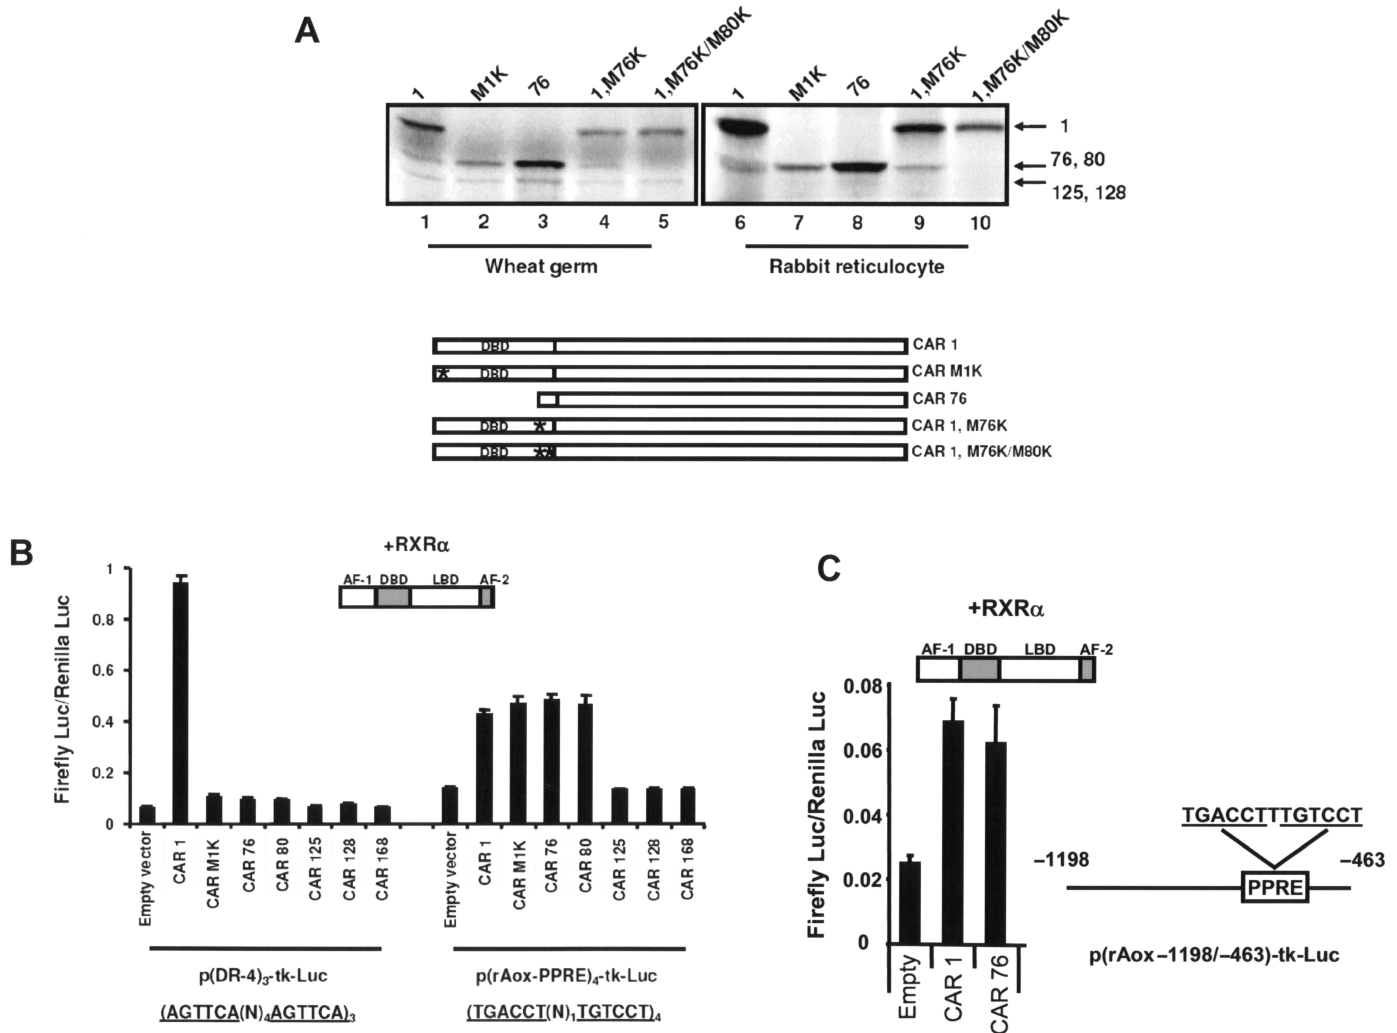 A
1 M1K 76 1,M76K 1,M76K/M80K 1 M1K 76 1,M76K 1,M76K/M80K
1
76, 80
125, 128
1 2 3 4 5 6 7 8 9 10
Wheat germ Rabbit reticulocyte
DBD CAR 1
* DBD CAR M1K
CAR 76
DBD * CAR 1, M76K
DBD ** CAR 1, M76K/M80K
B
+RXRα
AF-1 DBD LBD AF-2
Firefly Luc/Renilla Luc
1
0.8
0.6
0.4
0.2
0
Empty vector CAR 1 CAR M1K CAR 76 CAR 80 CAR 125 CAR 128 CAR 168 Empty vector CAR 1 CAR M1K CAR 76 CAR 80 CAR 125 CAR 128 CAR 168
p(DR-4)₃-tk-Luc p(rAox-PPRE)₄-tk-Luc
(AGTTCA(N)₄AGTTCA)₃ (TGACCT(N)₁TGTCCT)₄
C
+RXRα
AF-1 DBD LBD AF-2
Firefly Luc/Renilla Luc
0.08
0.06
0.04
0.02
0
Empty CAR 1 CAR 76
TGACCTTTGTCCT
–1198 –463
PPRE
p(rAox –1198/–463)-tk-Luc